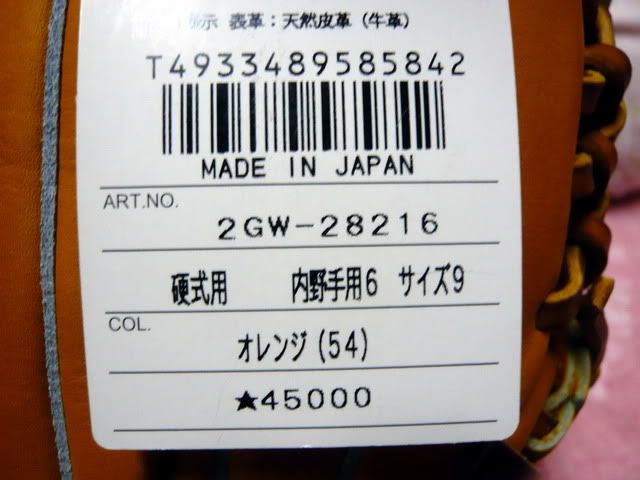 示 表革：天然皮革（牛革）
T4933489585842
MADE IN JAPAN
ART.NO.
2GW-28216
硬式用 内野手用6 サイズ9
COL.
オレンジ(54)
★45000